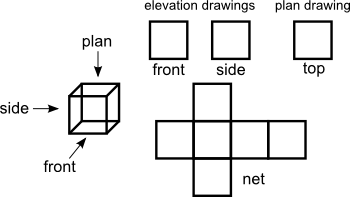 elevation drawings
plan drawing
plan
front
side
top
side
front
net